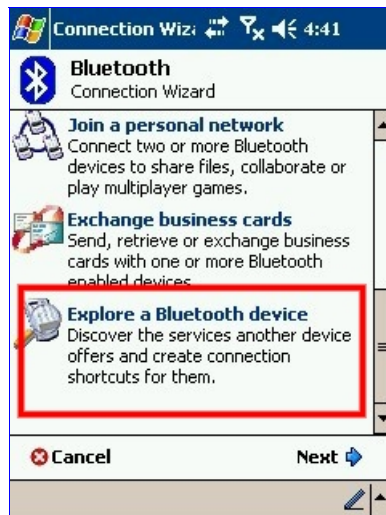 Connection Wiz 4:41
Bluetooth
Connection Wizard
Join a personal network
Connect two or more Bluetooth
devices to share files, collaborate or
play multiplayer games.
Exchange business cards
Send, retrieve or exchange business
cards with one or more Bluetooth
enabled devices.
Explore a Bluetooth device
Discover the services another device
offers and create connection
shortcuts for them.
Cancel Next